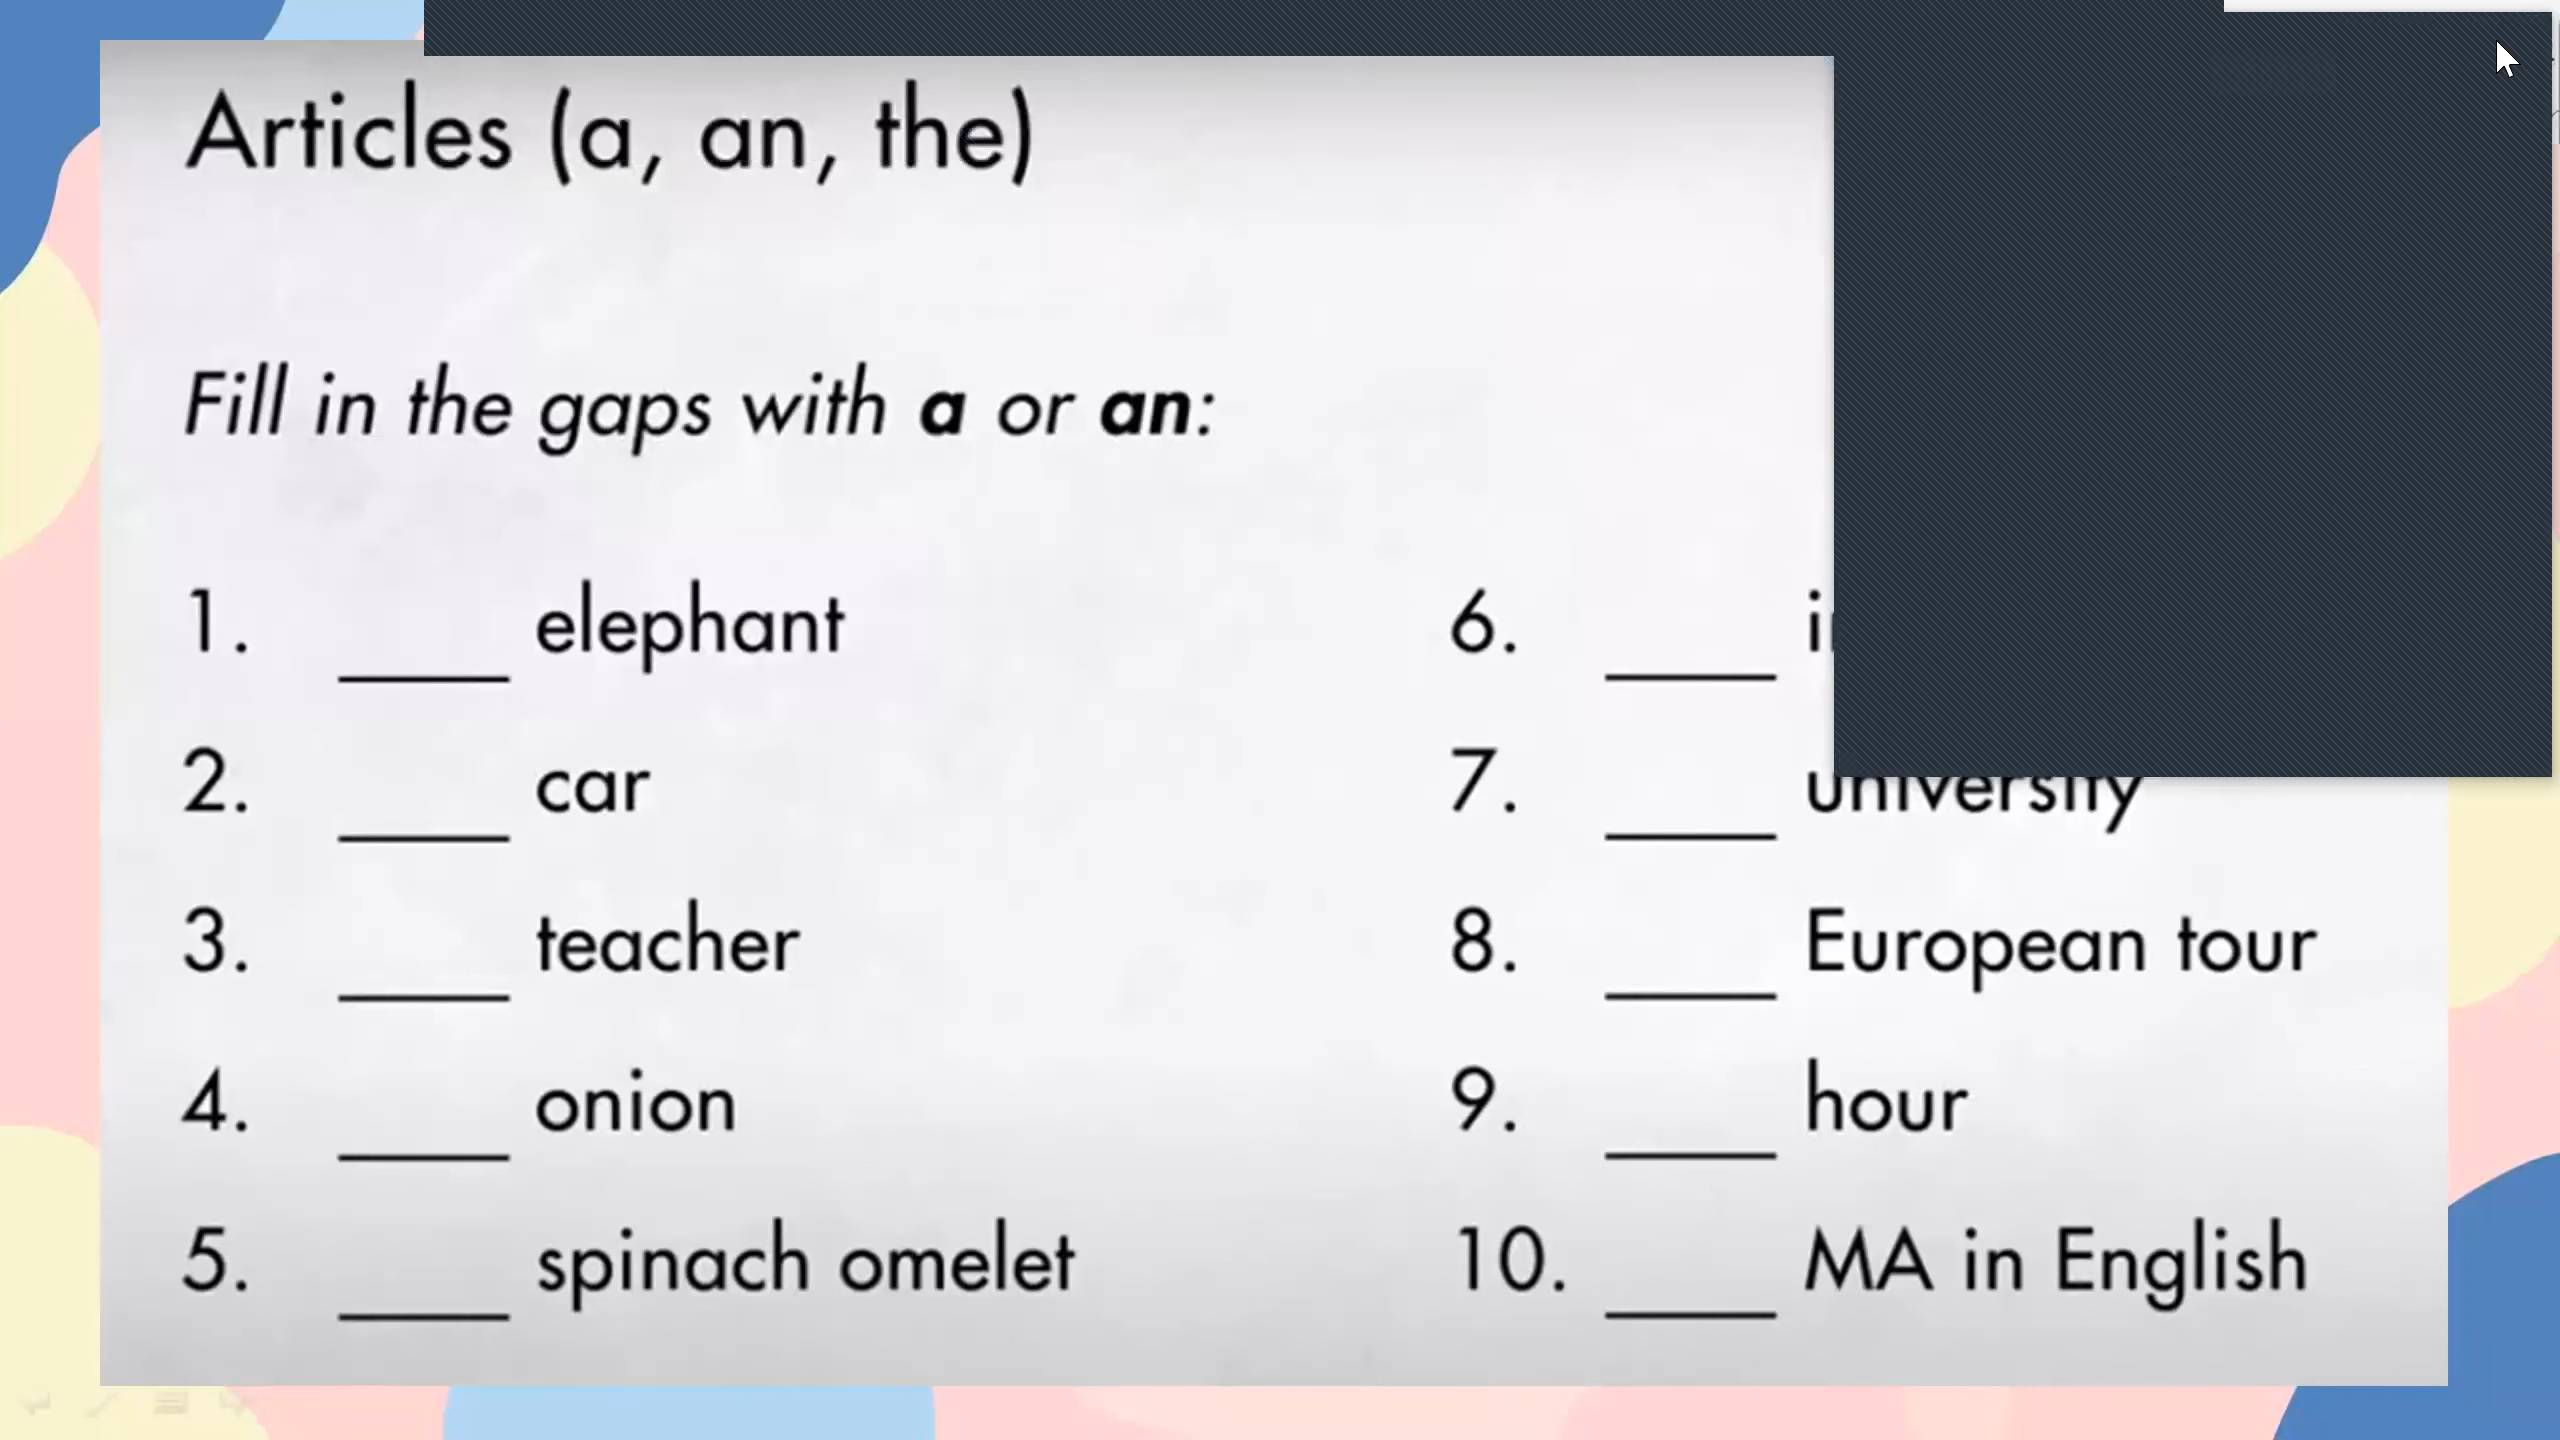 Articles (a, an, the)
Fill in the gaps with a or an:
1. ____ elephant
2. ____ car
3. ____ teacher
4. ____ onion
5. ____ spinach omelet
6. ____
7. ____ university
8. ____ European tour
9. ____ hour
10. ____ MA in English